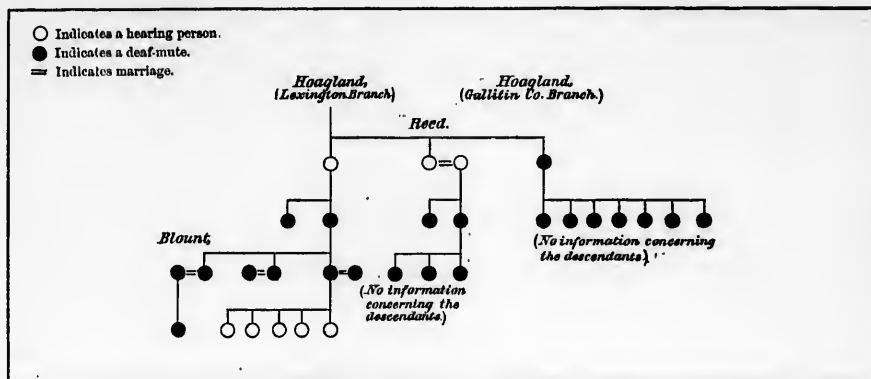 Indicates a hearing person.
Indicates a deaf-mute.
= Indicates marriage.
Hoagland,
(Lexington Branch)
Hoagland,
(Gallitin Co. Branch.)
Reed.
Blount,
(No information concerning
the descendants.)
(No information
concerning the
descendants.)